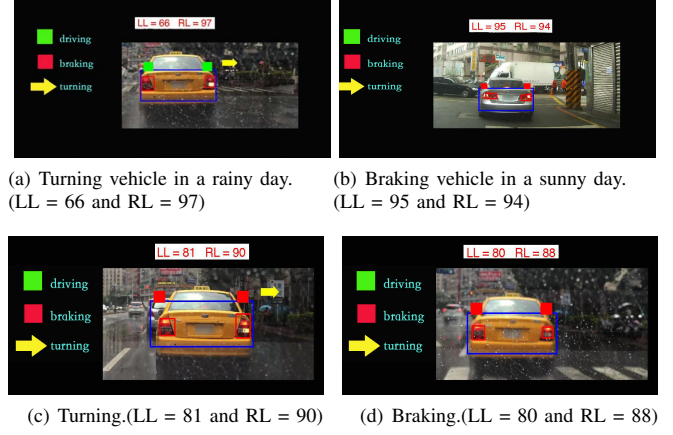 LL = 66 RL = 97
driving
braking
turning
LL = 95 RL = 94
driving
braking
turning
(a) Turning vehicle in a rainy day.
(LL = 66 and RL = 97)
(b) Braking vehicle in a sunny day.
(LL = 95 and RL = 94)
LL = 81 RL = 90
driving
braking
turning
LL = 80 RL = 88
driving
braking
turning
(c) Turning.(LL = 81 and RL = 90)
(d) Braking.(LL = 80 and RL = 88)